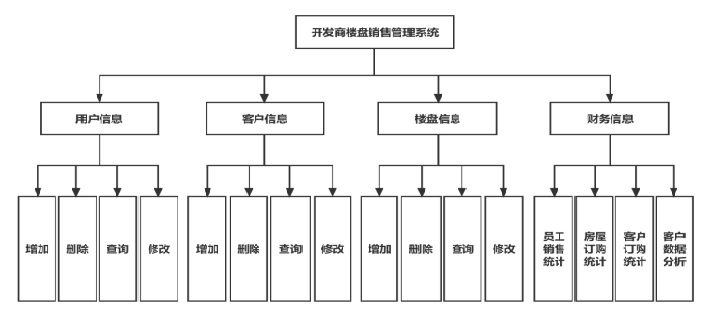 开发商楼盘销售管理系统
用户信息
客户信息
楼盘信息
财务信息
增加
删除
查询
修改
增加
删除
查询
修改
增加
删除
查询
修改
员工
销售
统计
房屋
订购
统计
客户
订购
统计
客户
数据
分析